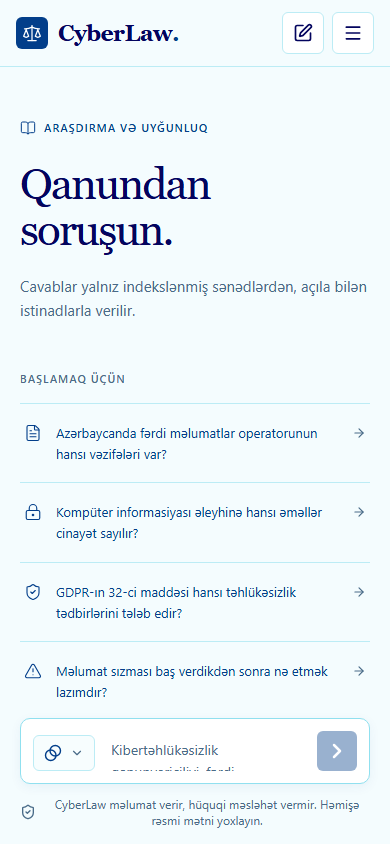 CyberLaw.
ARAŞDIRMA VƏ UYĞUNLUQ
Qanundan
soruşun.
Cavablar yalnız indekslənmiş sənədlərdən, açıla bilən
istinadlarla verilir.
BAŞLAMAQ ÜÇÜN
Azərbaycanda fərdi məlumatlar operatorunun
hansı vəzifələri var?
Kompüter informasiyası əleyhinə hansı əməllər
cinayət sayılır?
GDPR-ın 32-ci maddəsi hansı təhlükəsizlik
tədbirlərini tələb edir?
Məlumat sızması baş verdikdən sonra nə etmək
lazımdır?
Kibertəhlükəsizlik
CyberLaw məlumat verir, hüquqi məsləhət vermir. Həmişə
rəsmi mətni yoxlayın.